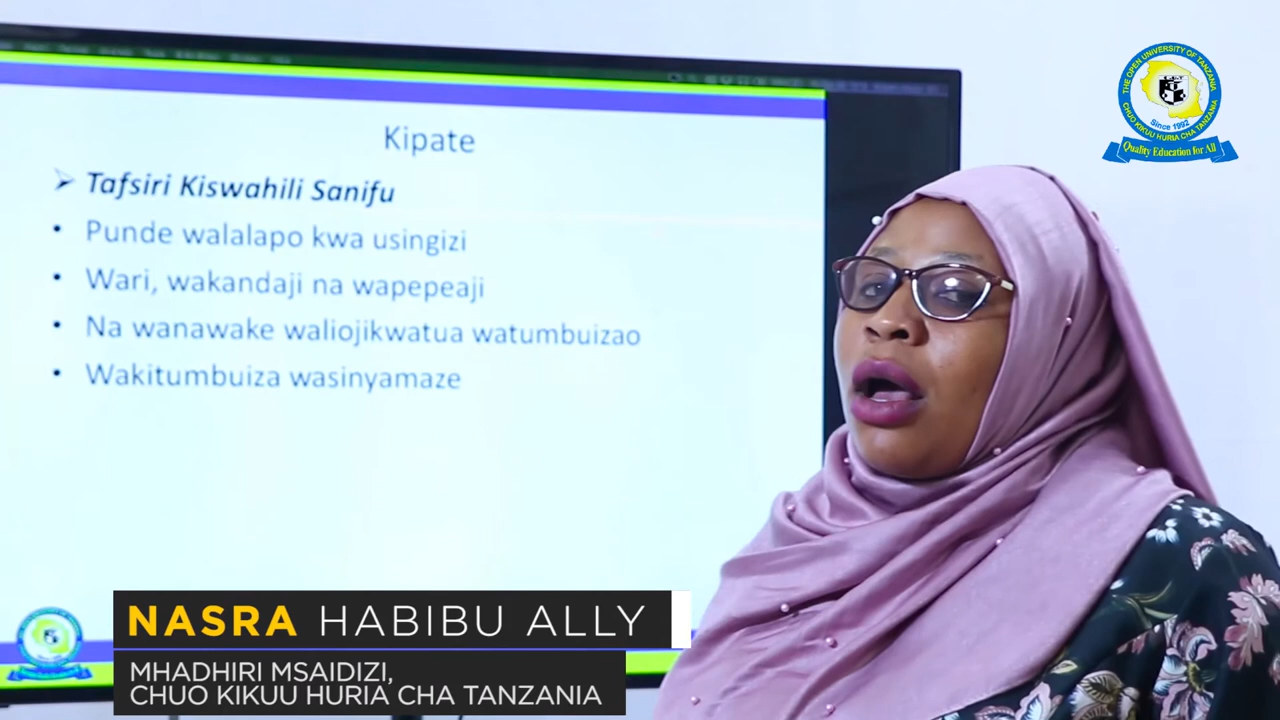 Kipate
➢ Tafsiri Kiswahili Sanifu
• Punde walalapo kwa usingizi
• Wari, wakandaji na wapepeaji
• Na wanawake waliojikwatua watumbuizao
• Wakitumbuiza wasinyamaze
THE OPEN UNIVERSITY OF TANZANIA
CHUO KIKUU HURIA CHA TANZANIA
Since 1992
Quality Education for All
NASRA HABIBU ALLY
MHADHIRI MSAIDIZI,
CHUO KIKUU HURIA CHA TANZANIA